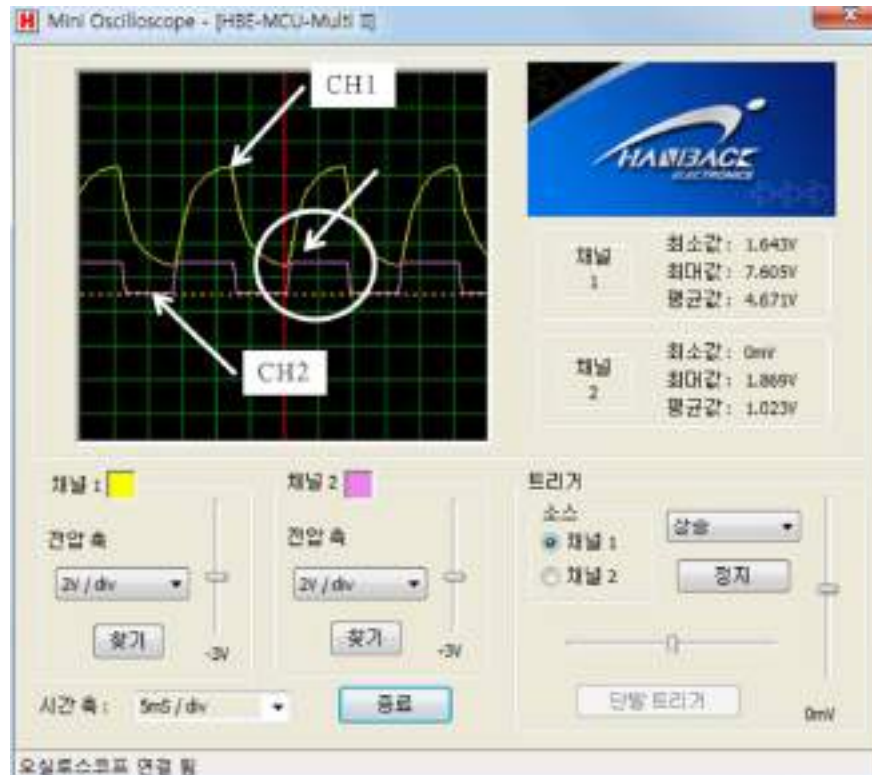 H Mini Oscilloscope - [HBE-MCU-Multi II]
CH1
CH2
HANBACK
ELECTRONICS
채널
1
최소값 : 1.643V
최대값 : 7.605V
평균값 : 4.671V
채널
2
최소값 : 0mV
최대값 : 1.869V
평균값 : 1.023V
채널 1
전압 축
2V / div
찾기
-3V
채널 2
전압 축
2V / div
찾기
-3V
시간 축 : 5mS / div
종료
트리거
소스
채널 1
채널 2
상승
정지
단발 트리거
0mV
오실로스코프 연결 됨